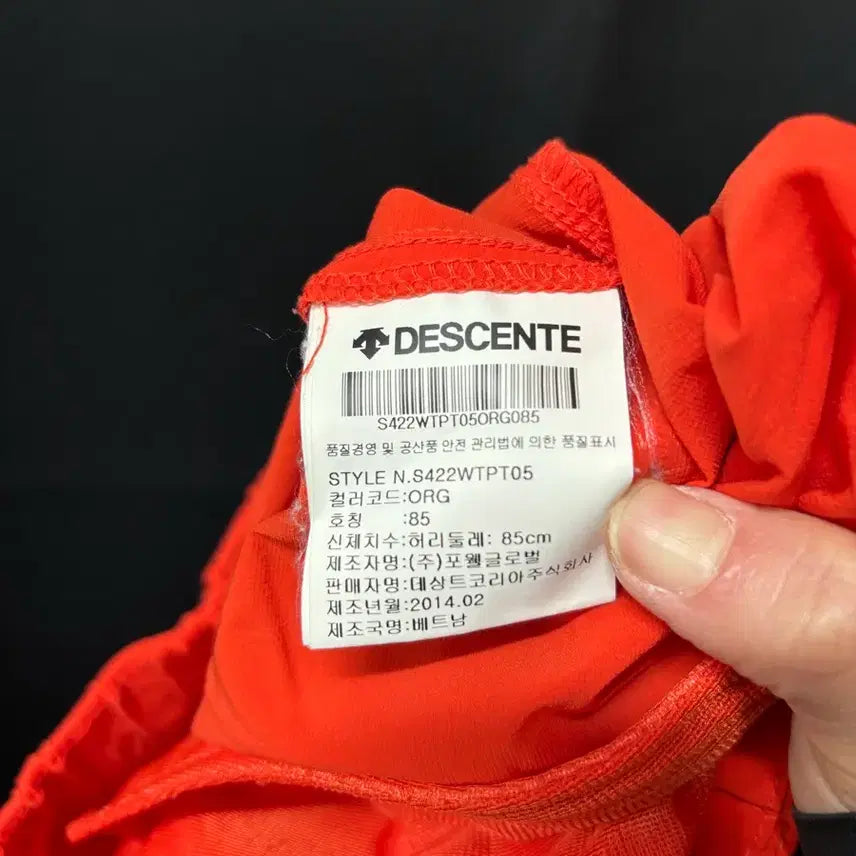 DESCENTE
S422WTPT05ORG085
품질경영 및 공산품 안전 관리법에 의한 품질표시
STYLE N.S422WTPT05
컬러코드:ORG
호칭 :85
신체치수:허리둘레: 85cm
제조자명:(주)포웰글로벌
판매자명:데상트코리아주식회사
제조년월:2014.02
제조국명:베트남